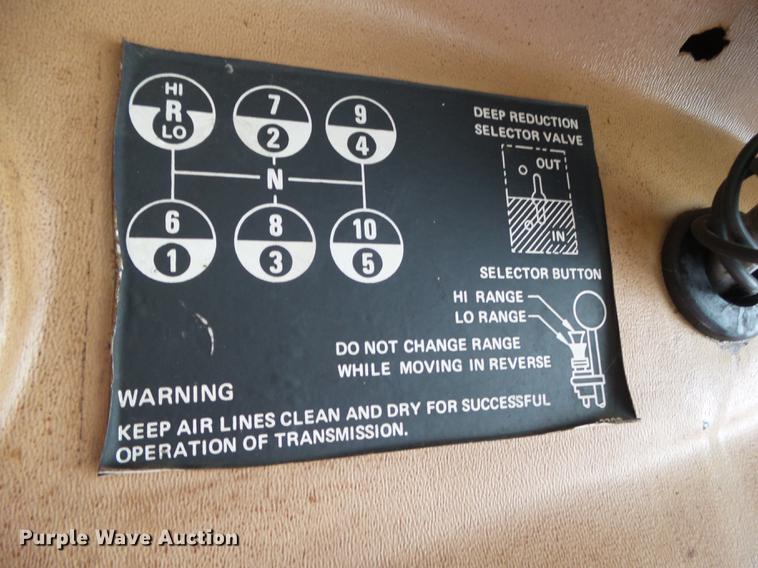 HI
R
LO
7
2
9
4
N
6
1
8
3
10
5
DEEP REDUCTION
SELECTOR VALVE
OUT
IN
SELECTOR BUTTON
HI RANGE
LO RANGE
DO NOT CHANGE RANGE
WHILE MOVING IN REVERSE
WARNING
KEEP AIR LINES CLEAN AND DRY FOR SUCCESSFUL
OPERATION OF TRANSMISSION.
Purple Wave Auction